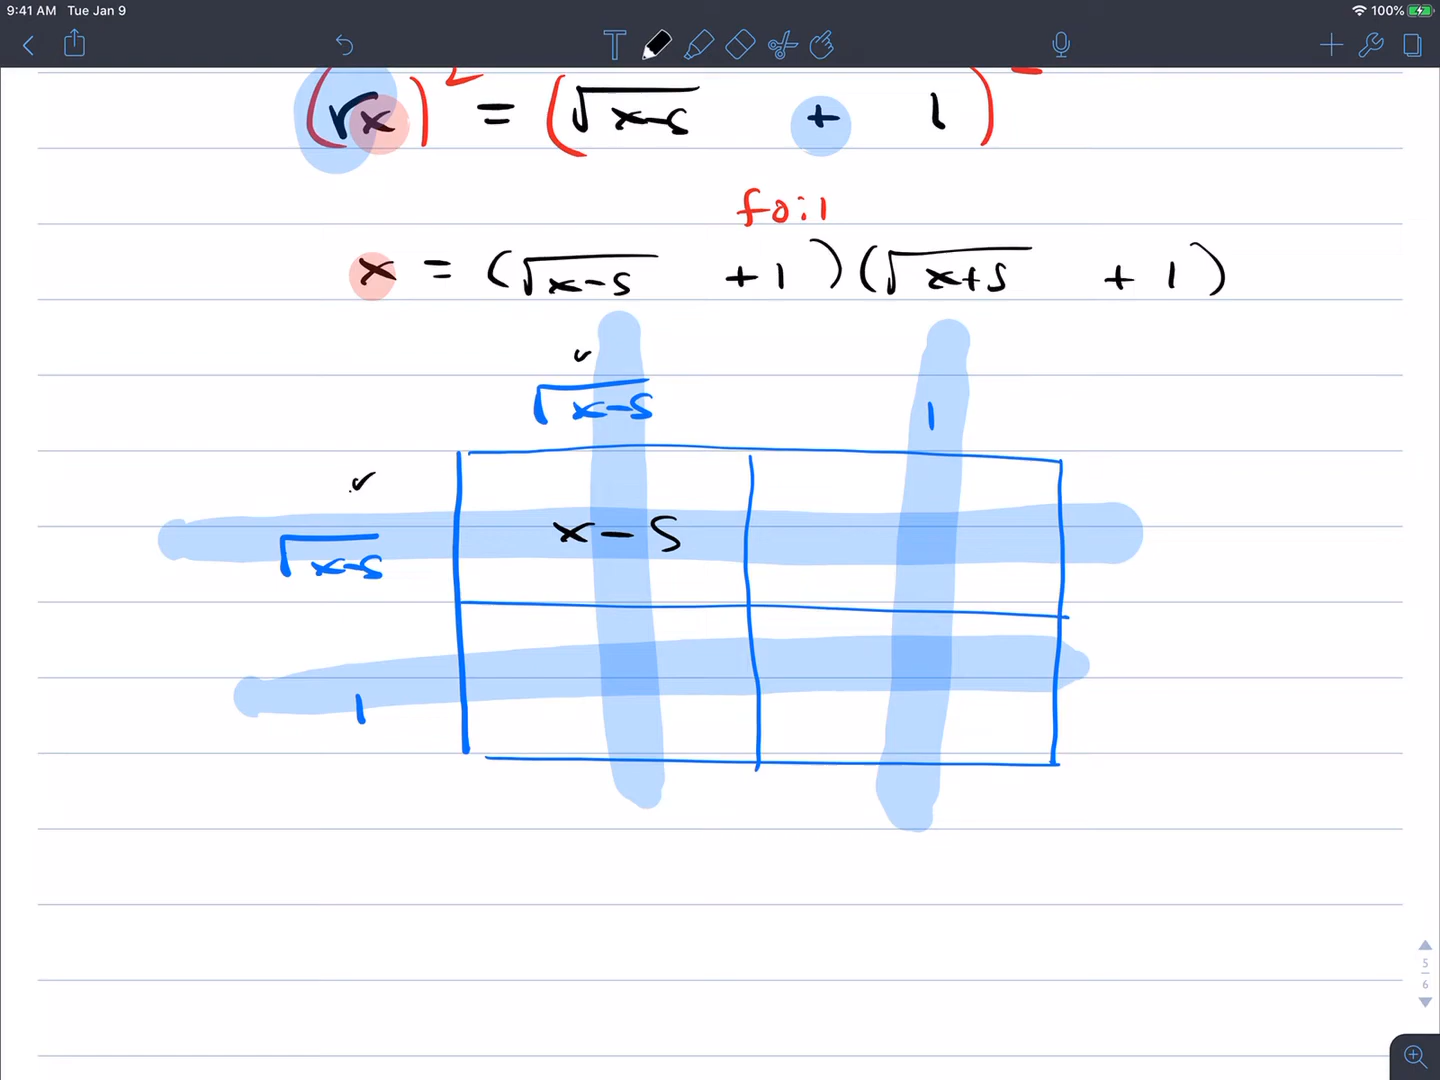 9:41 AM Tue Jan 9 100%
T
(√x)² = (√x-5 + 1)²
foil
x = (√x-5 + 1)(√x+5 + 1)
√x-5 1
√x-5 x-5
1
5
6